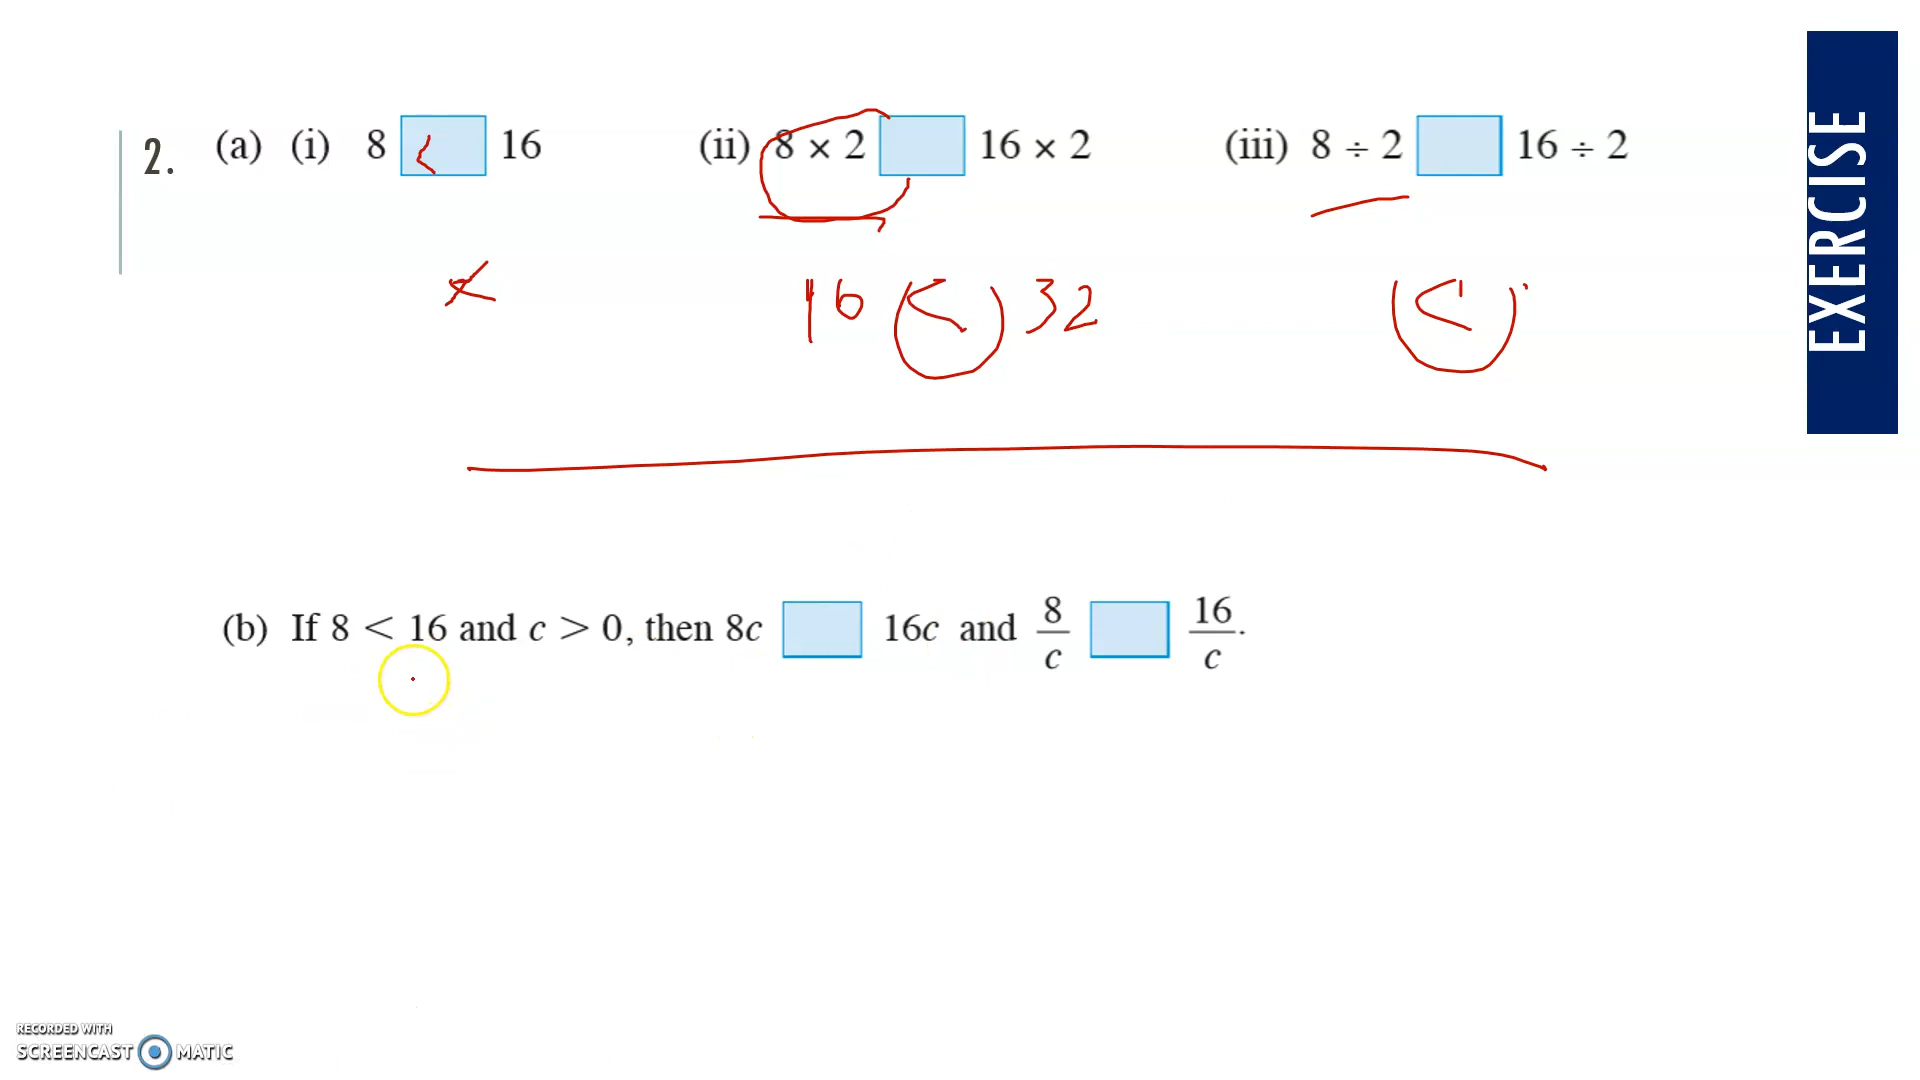 2. (a) (i) 8 < 16 (ii) 8 × 2 16 × 2 (iii) 8 ÷ 2 16 ÷ 2
< 16 < 32 <
(b) If 8 < 16 and c > 0, then 8c 16c and 8/c 16/c.
EXERCISE
RECORDED WITH
SCREENCAST MATIC